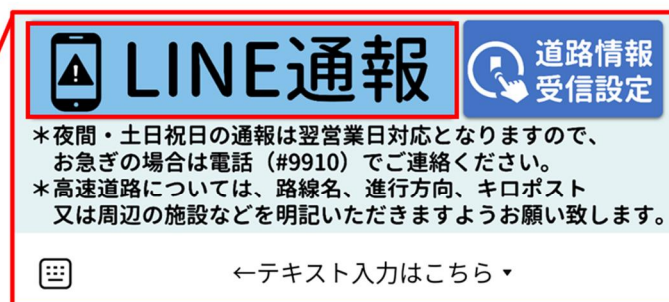 LINE通報
道路情報
受信設定
＊夜間・土日祝日の通報は翌営業日対応となりますので、
お急ぎの場合は電話（#9910）でご連絡ください。
＊高速道路については、路線名、進行方向、キロポスト
又は周辺の施設などを明記いただきますようお願い致します。
←テキスト入力はこちら▼